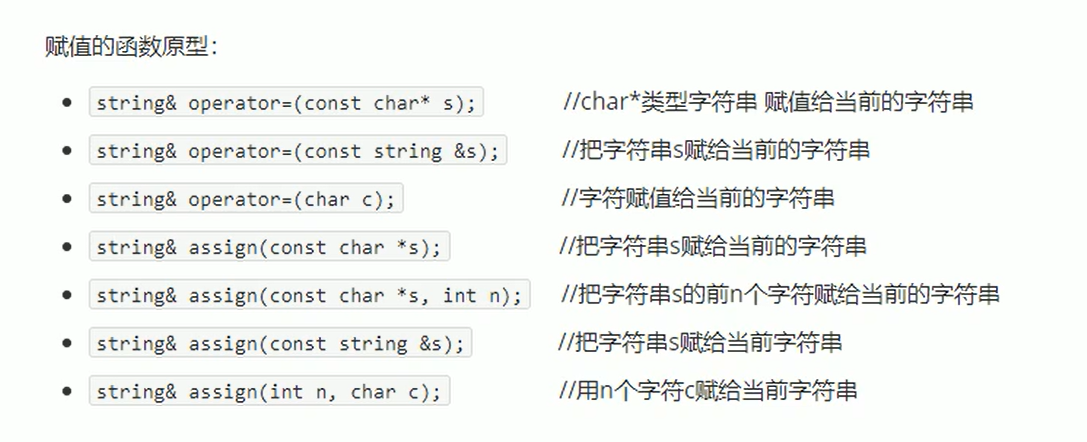 赋值的函数原型：
string& operator=(const char* s); //char*类型字符串 赋值给当前的字符串
string& operator=(const string &s); //把字符串s赋给当前的字符串
string& operator=(char c); //字符赋值给当前的字符串
string& assign(const char *s); //把字符串s赋给当前的字符串
string& assign(const char *s, int n); //把字符串s的前n个字符赋给当前的字符串
string& assign(const string &s); //把字符串s赋给当前字符串
string& assign(int n, char c); //用n个字符c赋给当前字符串